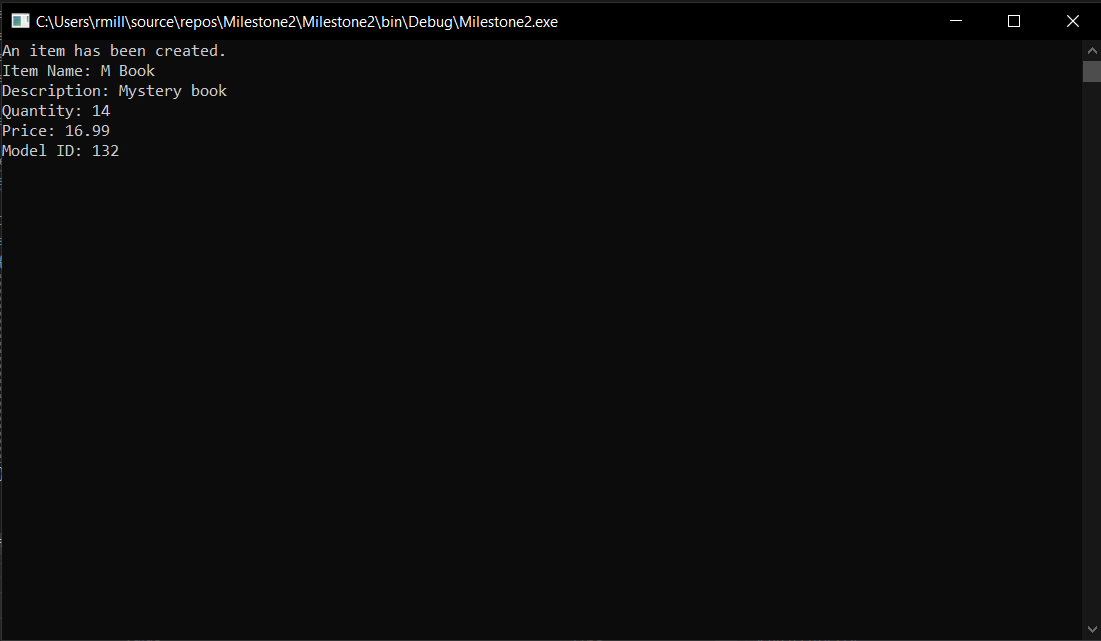 C:\Users\rmill\source\repos\Milestone2\Milestone2\bin\Debug\Milestone2.exe
An item has been created.
Item Name: M Book
Description: Mystery book
Quantity: 14
Price: 16.99
Model ID: 132